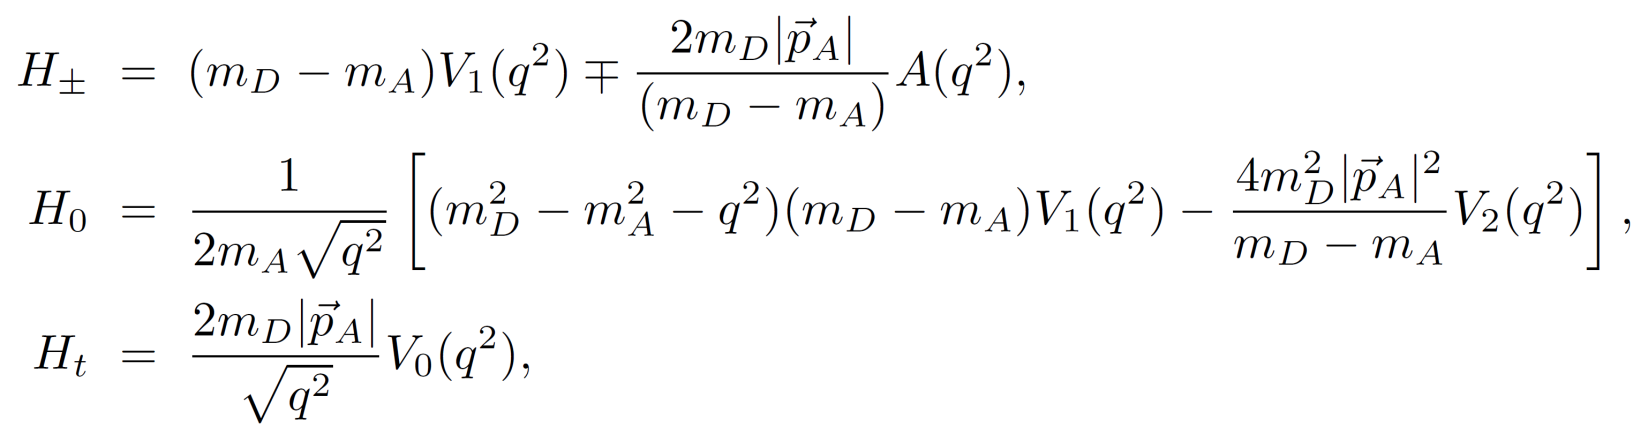 $H_{\pm} = (m_D - m_A)V_1(q^2) \mp \frac{2m_D|\vec{p}_A|}{(m_D - m_A)} A(q^2),$
$H_0 = \frac{1}{2m_A\sqrt{q^2}} \left[ (m_D^2 - m_A^2 - q^2)(m_D - m_A)V_1(q^2) - \frac{4m_D^2|\vec{p}_A|^2}{m_D - m_A} V_2(q^2) \right],$
$H_t = \frac{2m_D|\vec{p}_A|}{\sqrt{q^2}} V_0(q^2),$